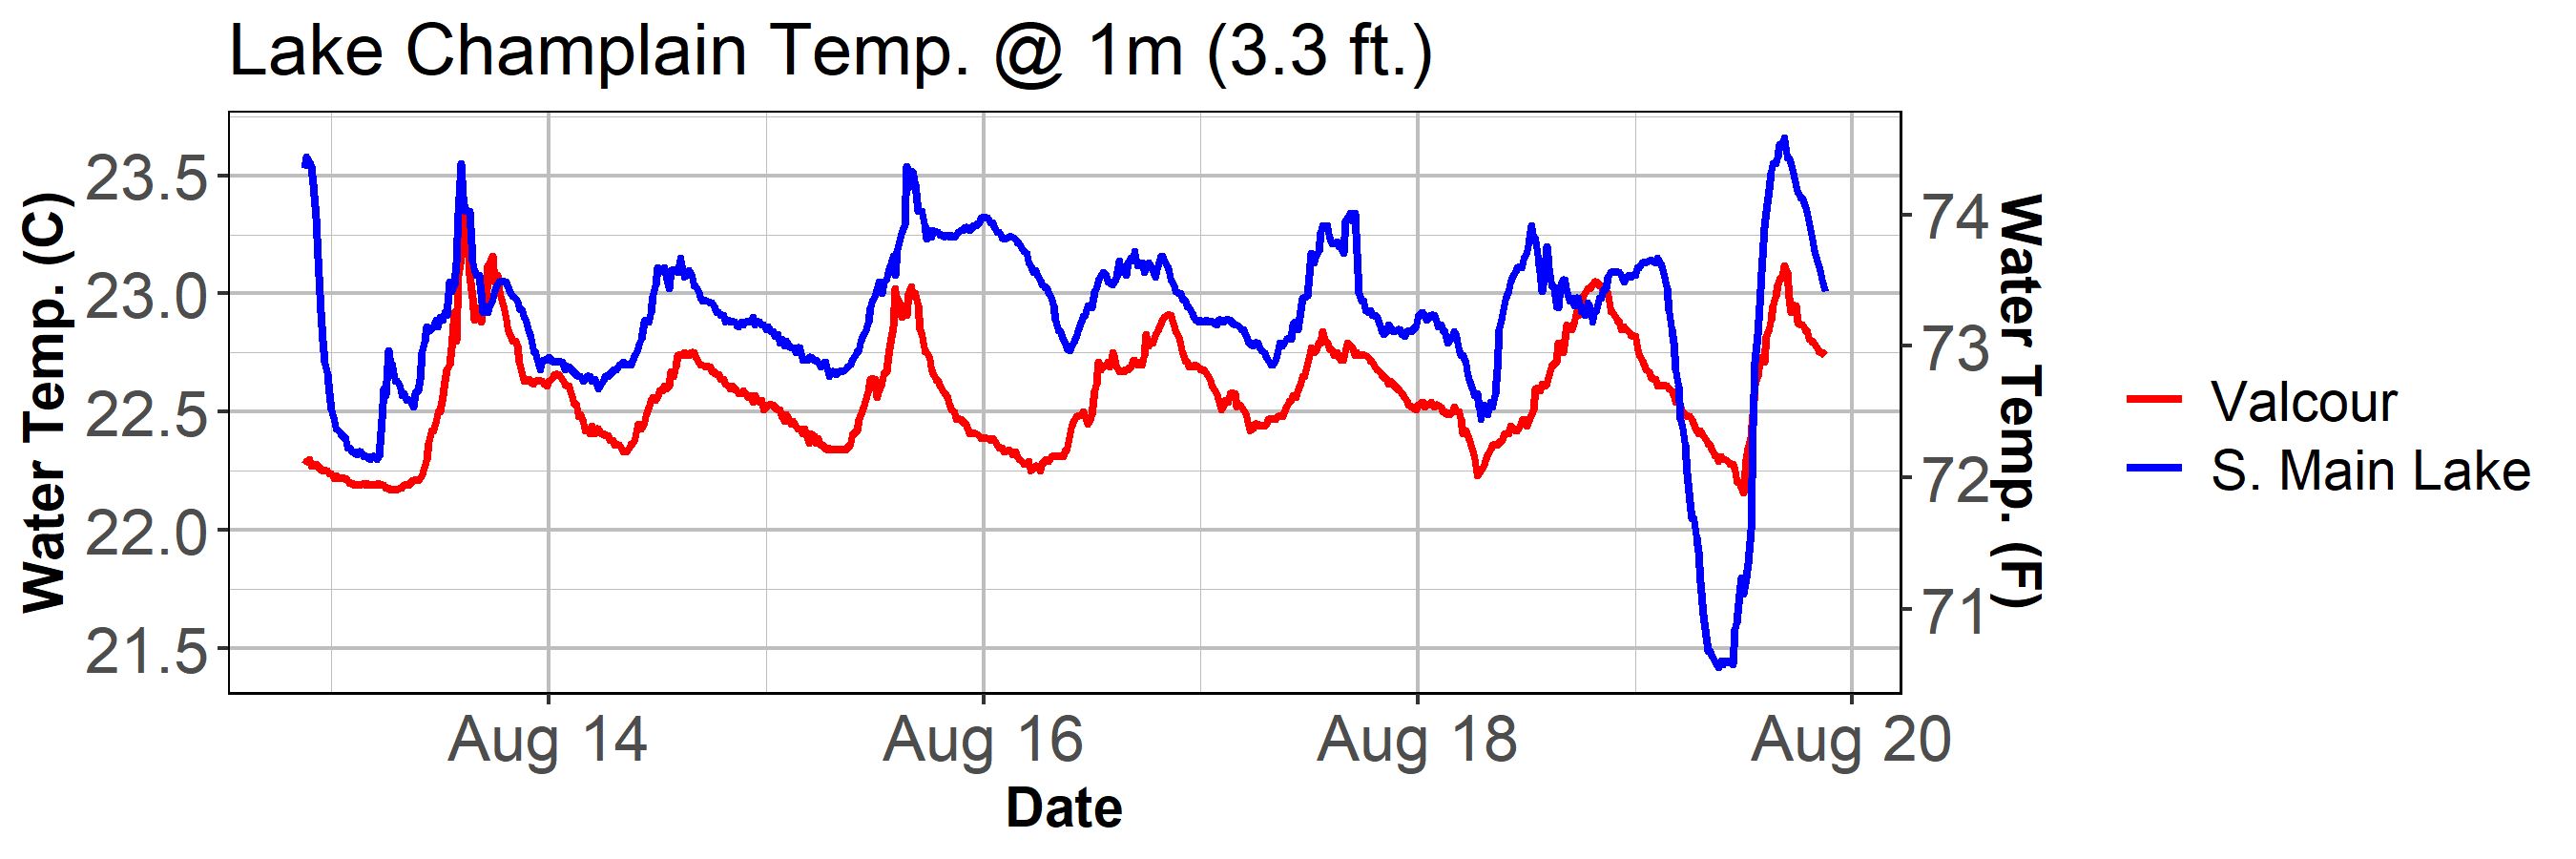 Lake Champlain Temp. @ 1m (3.3 ft.)
Water Temp. (C)
23.5
23.0
22.5
22.0
21.5
74
73
72
71
Water Temp. (F)
Aug 14
Aug 16
Aug 18
Aug 20
Date
Valcour
S. Main Lake